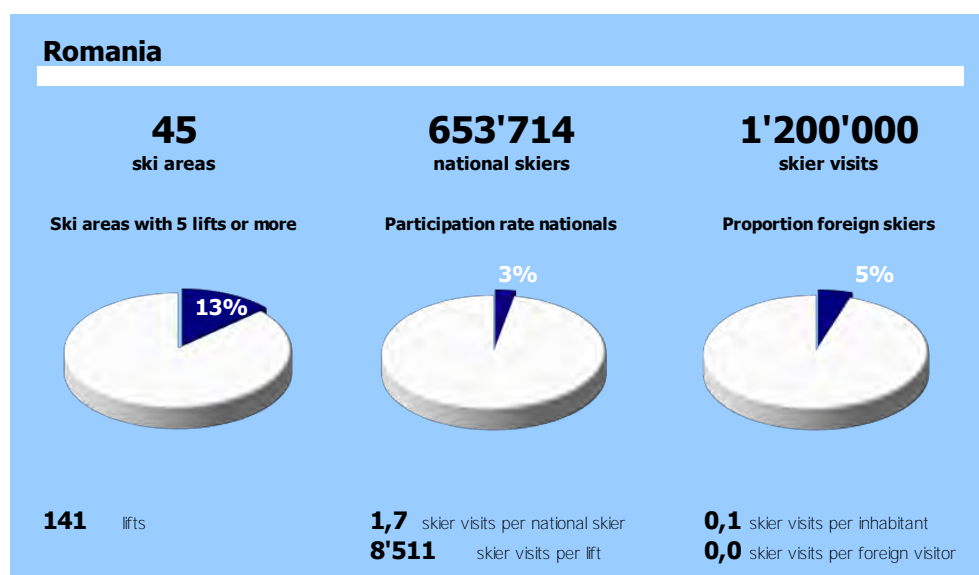 Romania
45
ski areas
653'714
national skiers
1'200'000
skier visits
Ski areas with 5 lifts or more
Participation rate nationals
Proportion foreign skiers
13%
3%
5%
141 lifts
1,7 skier visits per national skier
8'511 skier visits per lift
0,1 skier visits per inhabitant
0,0 skier visits per foreign visitor